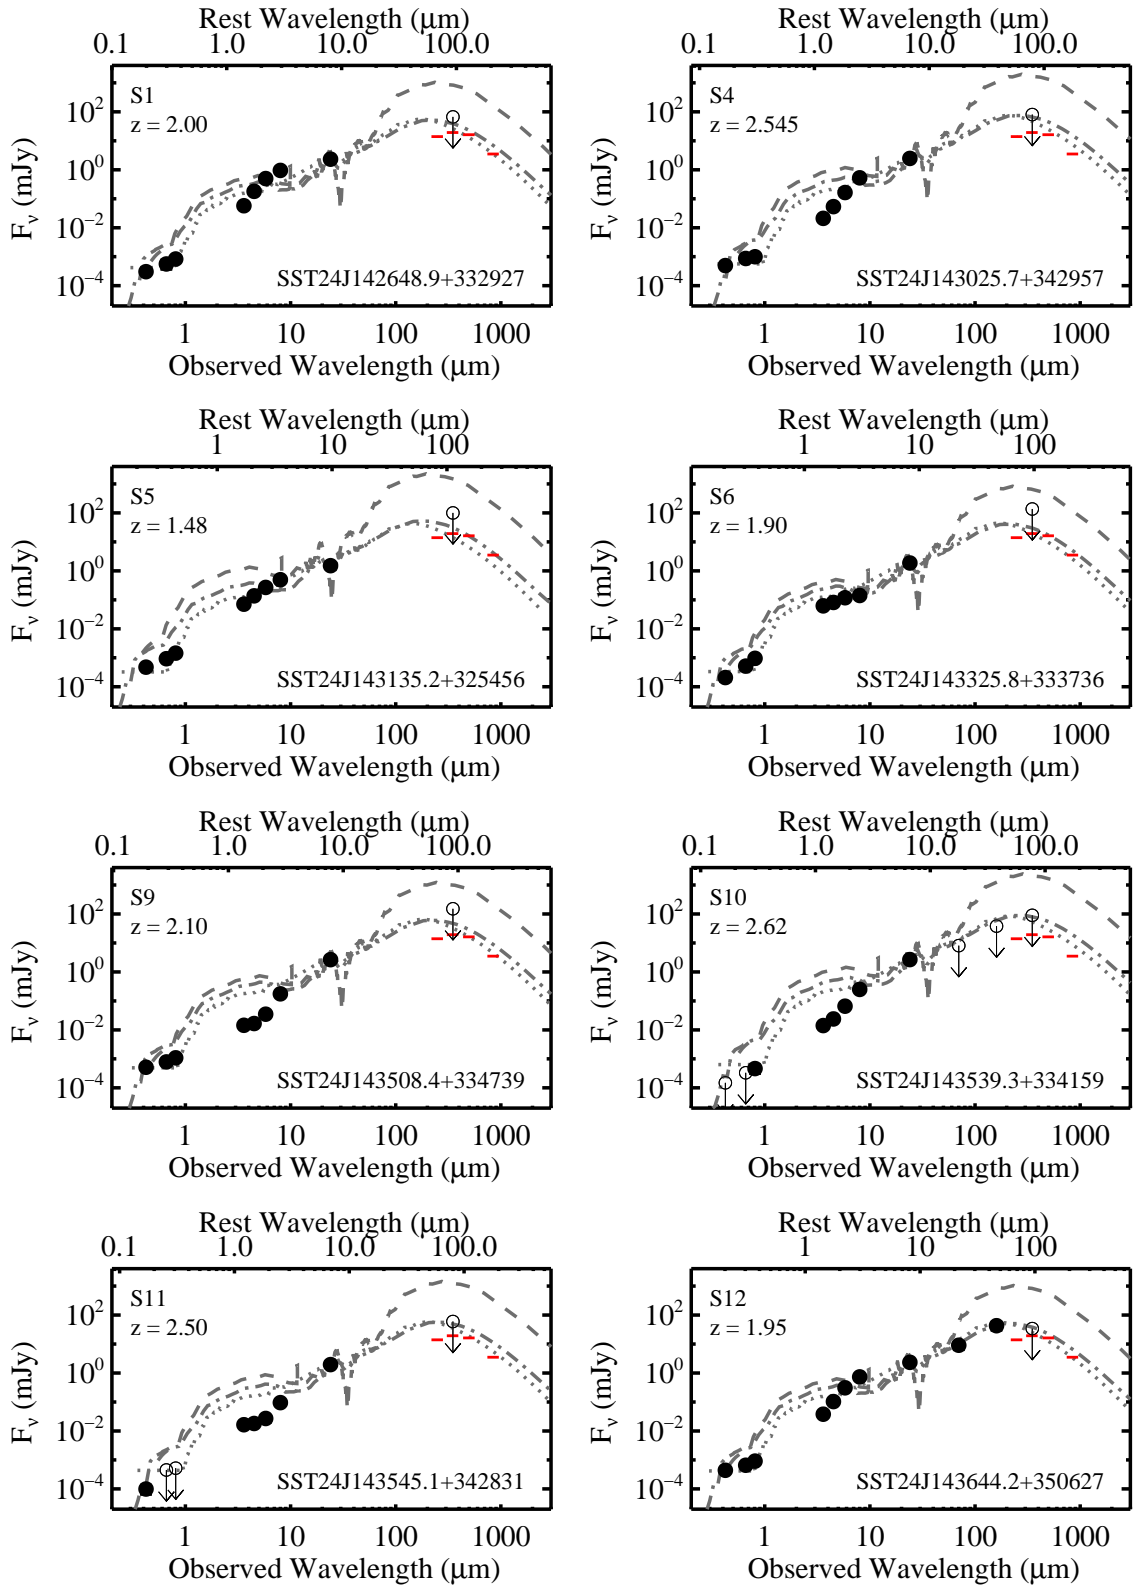 Rest Wavelength (μm)
0.1 1.0 10.0 100.0
S1
z = 2.00
SST24J142648.9+332927
F_ν (mJy)
10^2
10^0
10^-2
10^-4
1 10 100 1000
Observed Wavelength (μm)
Rest Wavelength (μm)
0.1 1.0 10.0 100.0
S4
z = 2.545
SST24J143025.7+342957
F_ν (mJy)
10^2
10^0
10^-2
10^-4
1 10 100 1000
Observed Wavelength (μm)
Rest Wavelength (μm)
1 10 100
S5
z = 1.48
SST24J143135.2+325456
F_ν (mJy)
10^2
10^0
10^-2
10^-4
1 10 100 1000
Observed Wavelength (μm)
Rest Wavelength (μm)
1 10 100
S6
z = 1.90
SST24J143325.8+333736
F_ν (mJy)
10^2
10^0
10^-2
10^-4
1 10 100 1000
Observed Wavelength (μm)
Rest Wavelength (μm)
0.1 1.0 10.0 100.0
S9
z = 2.10
SST24J143508.4+334739
F_ν (mJy)
10^2
10^0
10^-2
10^-4
1 10 100 1000
Observed Wavelength (μm)
Rest Wavelength (μm)
0.1 1.0 10.0 100.0
S10
z = 2.62
SST24J143539.3+334159
F_ν (mJy)
10^2
10^0
10^-2
10^-4
1 10 100 1000
Observed Wavelength (μm)
Rest Wavelength (μm)
0.1 1.0 10.0 100.0
S11
z = 2.50
SST24J143545.1+342831
F_ν (mJy)
10^2
10^0
10^-2
10^-4
1 10 100 1000
Observed Wavelength (μm)
Rest Wavelength (μm)
1 10 100
S12
z = 1.95
SST24J143644.2+350627
F_ν (mJy)
10^2
10^0
10^-2
10^-4
1 10 100 1000
Observed Wavelength (μm)